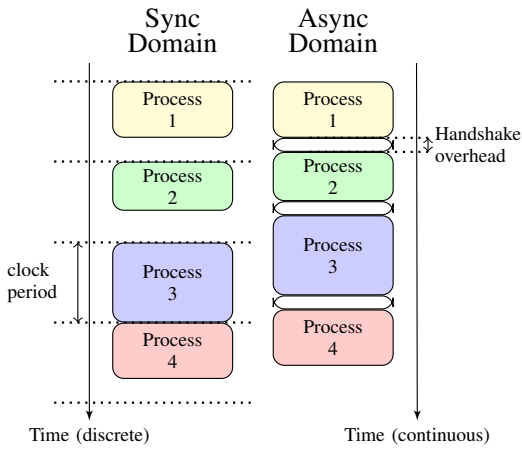 Sync
Domain
Async
Domain
Process
1
Process
1
Handshake
overhead
Process
2
Process
2
clock
period
Process
3
Process
3
Process
4
Process
4
Time (discrete)
Time (continuous)